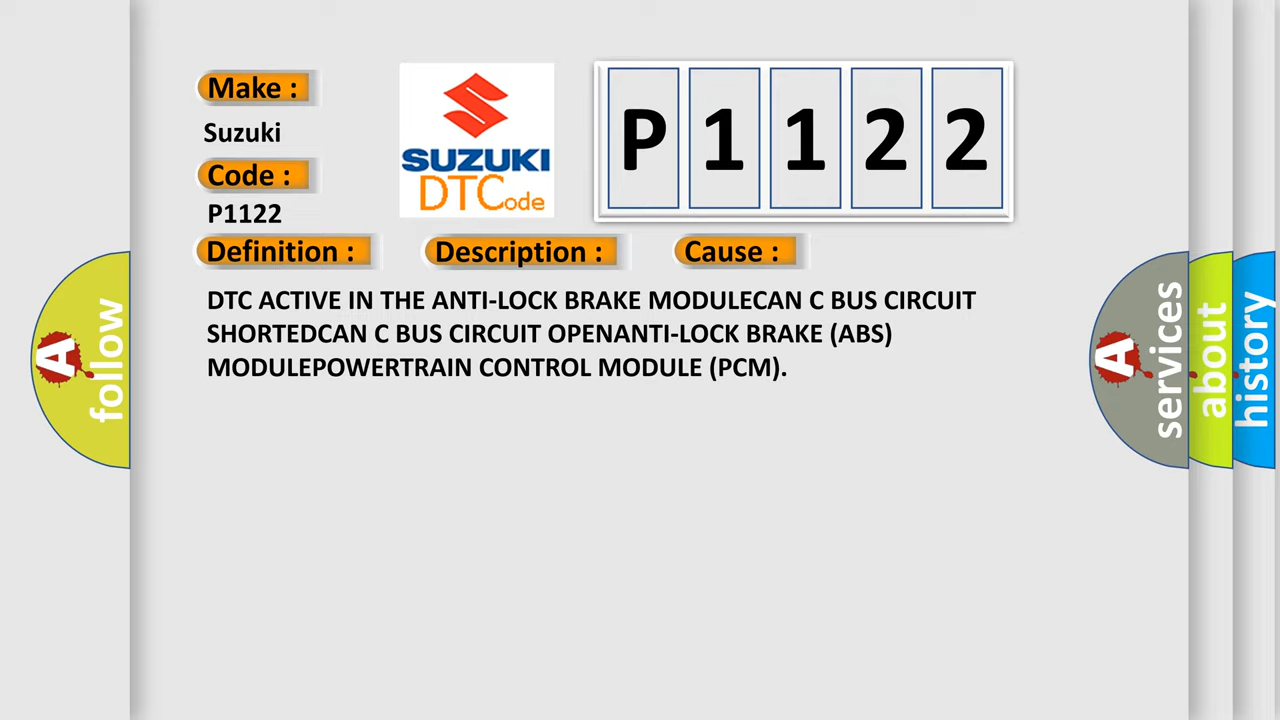 Make :
Suzuki
Code :
P1122
SUZUKI
DTCode
P 1 1 2 2
Definition :
Description :
Cause :
DTC ACTIVE IN THE ANTI-LOCK BRAKE MODULECAN C BUS CIRCUIT
SHORTEDCAN C BUS CIRCUIT OPENANTI-LOCK BRAKE (ABS)
MODULEPOWERTRAIN CONTROL MODULE (PCM).
A follow
A services
about
history